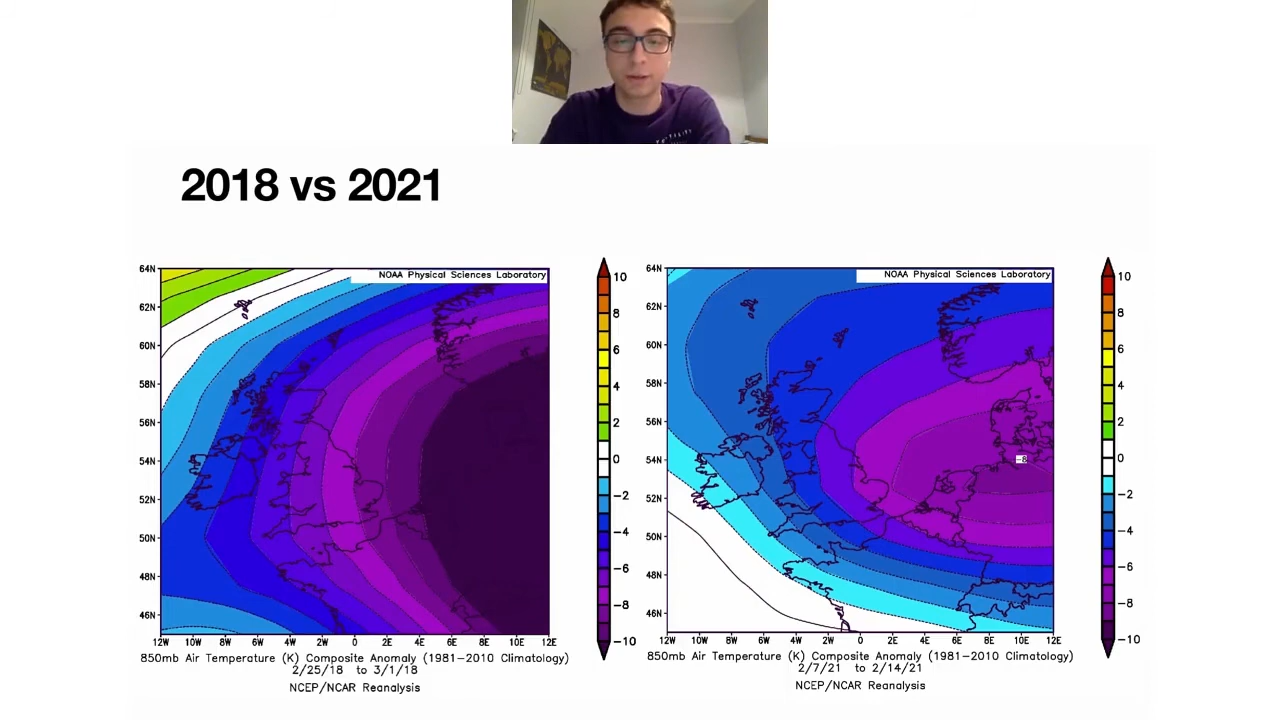 2018 vs 2021
NOAA Physical Sciences Laboratory
64N
62N
60N
58N
56N
54N
52N
50N
48N
46N
12W 10W 8W 6W 4W 2W 0 2E 4E 6E 8E 10E 12E
10
8
6
4
2
0
−2
−4
−6
−8
−10
850mb Air Temperature (K) Composite Anomaly (1981−2010 Climatology)
2/25/18 to 3/1/18
NCEP/NCAR Reanalysis
NOAA Physical Sciences Laboratory
64N
62N
60N
58N
56N
54N
52N
50N
48N
46N
−8
12W 10W 8W 6W 4W 2W 0 2E 4E 6E 8E 10E 12E
10
8
6
4
2
0
−2
−4
−6
−8
−10
850mb Air Temperature (K) Composite Anomaly (1981−2010 Climatology)
2/7/21 to 2/14/21
NCEP/NCAR Reanalysis